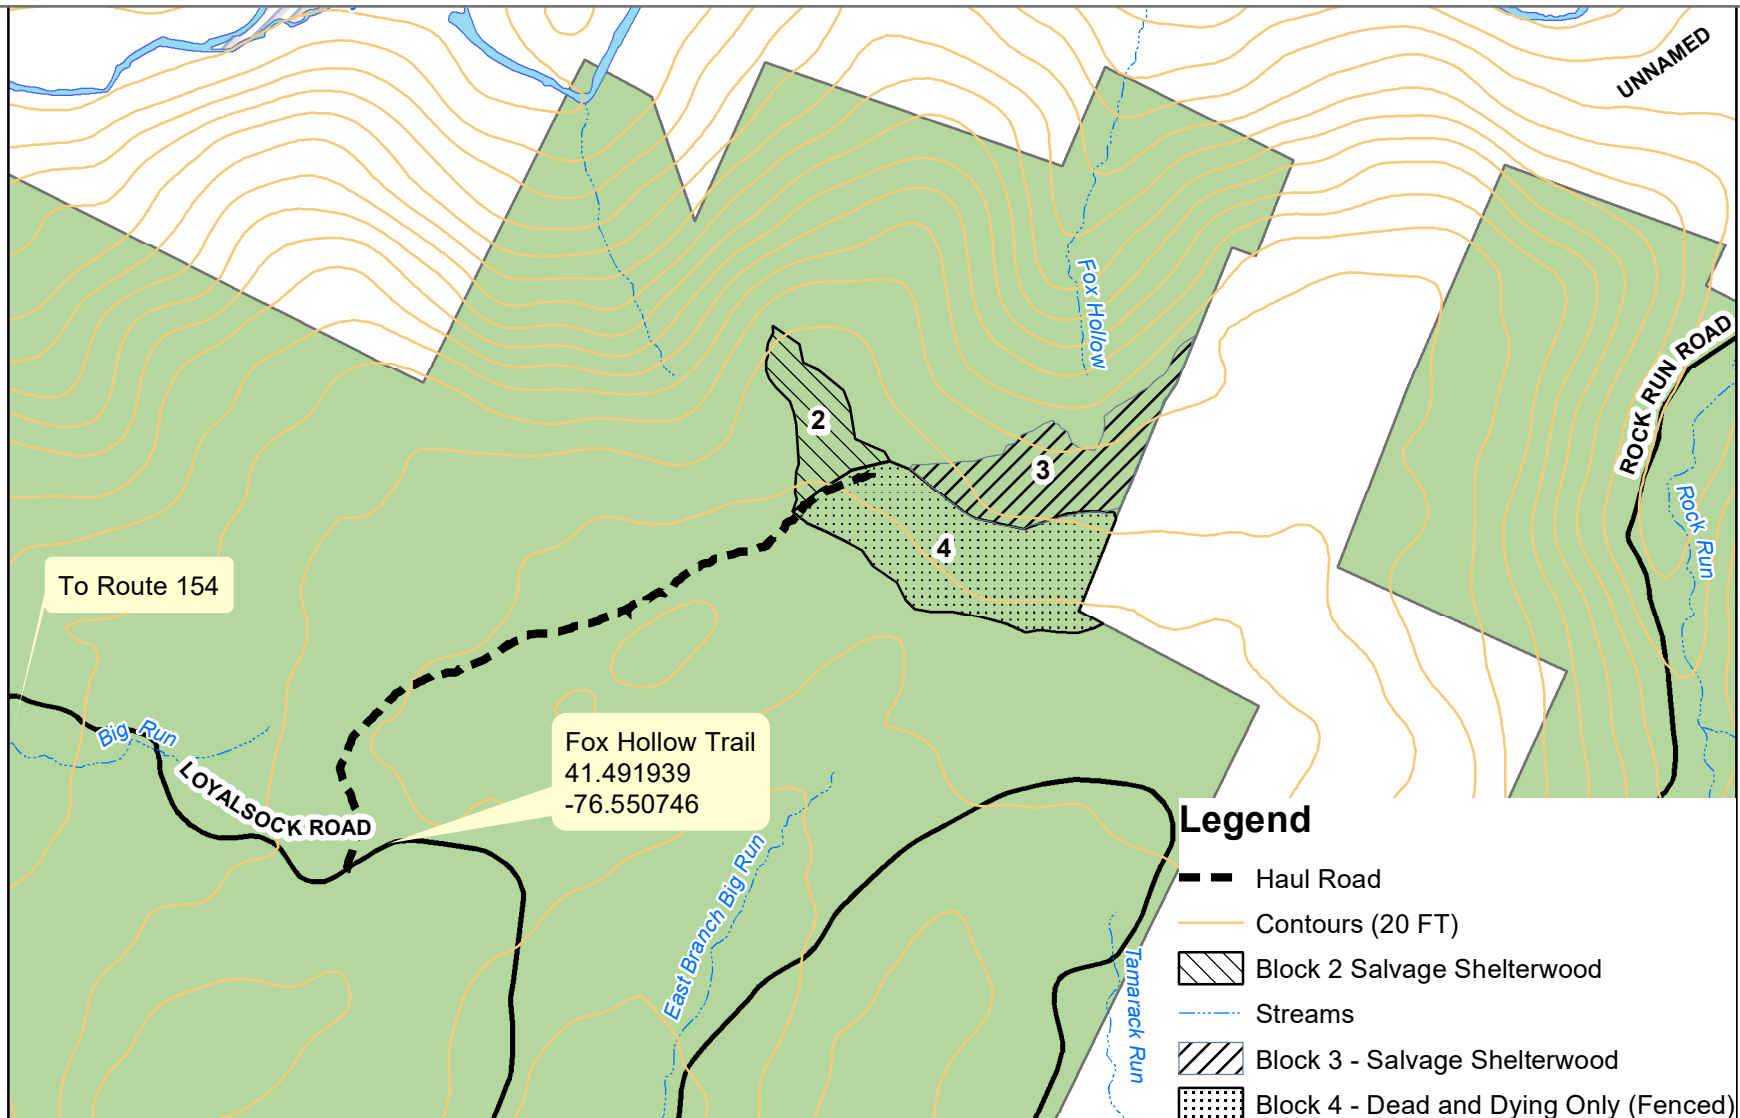 UNNAMED
Fox Hollow
ROCK RUN ROAD
2
3
Rock Run
4
To Route 154
Big Run
Fox Hollow Trail
41.491939
-76.550746
LOYALSOCK ROAD
East Branch Big Run
Tamarack Run
Legend
Haul Road
Contours (20 FT)
Block 2 Salvage Shelterwood
Streams
Block 3 - Salvage Shelterwood
Block 4 - Dead and Dying Only (Fenced)